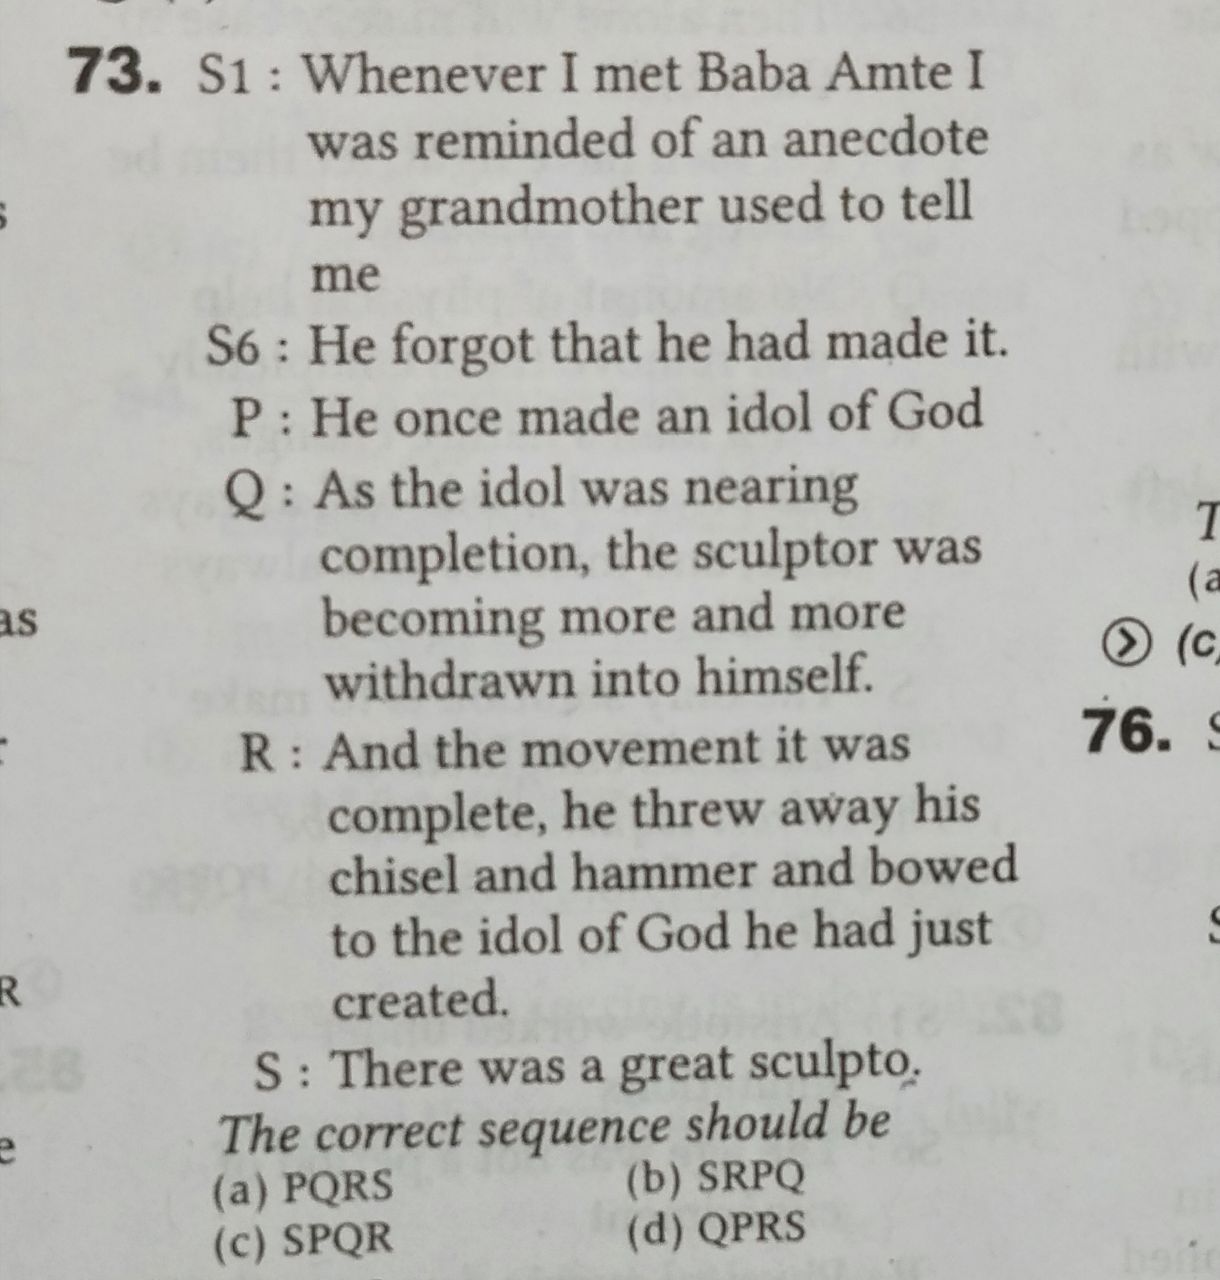 73. S1 : Whenever I met Baba Amte I
was reminded of an anecdote
my grandmother used to tell
me
S6 : He forgot that he had made it.
P : He once made an idol of God
Q : As the idol was nearing
completion, the sculptor was
becoming more and more
withdrawn into himself.
R : And the movement it was
complete, he threw away his
chisel and hammer and bowed
to the idol of God he had just
created.
S : There was a great sculpto.
The correct sequence should be
(a) PQRS (b) SRPQ
(c) SPQR (d) QPRS
as
R
e
T
(a
(c)
76. S
S